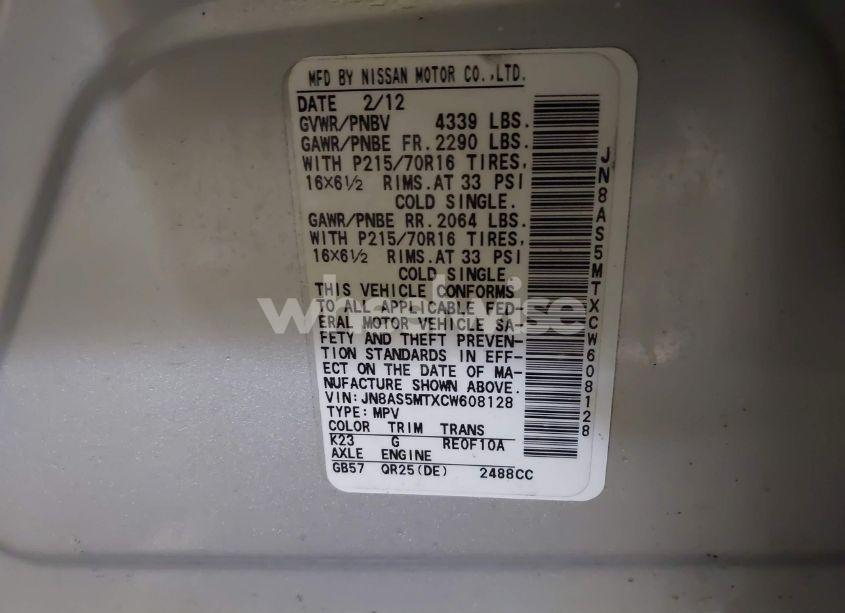 MFD BY NISSAN MOTOR CO.,LTD.
DATE 2/12
GVWR/PNBV 4339 LBS.
GAWR/PNBE FR.2290 LBS.
WITH P215/70R16 TIRES,
16X6½ RIMS.AT 33 PSI
COLD SINGLE.
GAWR/PNBE RR.2064 LBS.
WITH P215/70R16 TIRES,
16X6½ RIMS.AT 33 PSI
COLD SINGLE.
THIS VEHICLE CONFORMS
TO ALL APPLICABLE FED-
ERAL MOTOR VEHICLE SA-
FETY AND THEFT PREVEN-
TION STANDARDS IN EFF-
ECT ON THE DATE OF MA-
NUFACTURE SHOWN ABOVE.
VIN:JN8AS5MTXCW608128
TYPE:MPV
COLOR TRIM TRANS
K23 G RE0F10A
AXLE ENGINE
GB57 QR25(DE) 2488CC
JN8AS5MTXCW608128
wheelwise